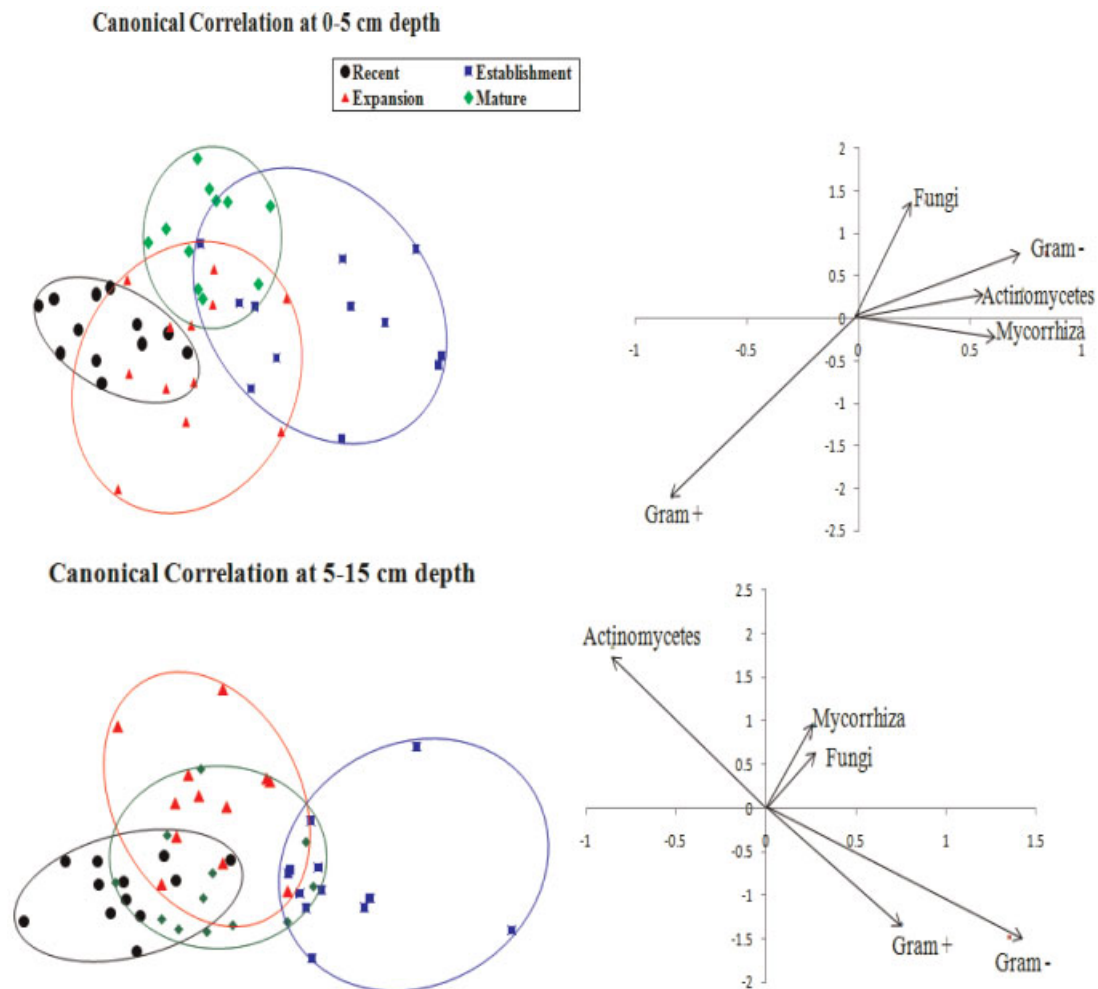 Canonical Correlation at 0-5 cm depth
Recent Establishment
Expansion Mature
2
1.5
1
0.5
0
-0.5
-1
-1.5
-2
-2.5
-1 -0.5 0 0.5 1
Fungi
Gram -
Actinomycetes
Mycorrhiza
Gram +
Canonical Correlation at 5-15 cm depth
2.5
2
1.5
1
0.5
0
-0.5
-1
-1.5
-2
-1 -0.5 0 0.5 1 1.5
Actinomycetes
Mycorrhiza
Fungi
Gram +
Gram -